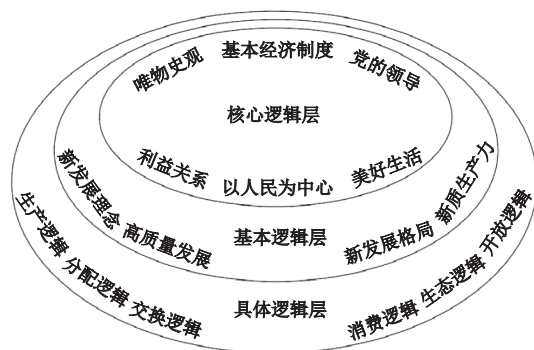 唯物史观
基本经济制度
党的领导
核心逻辑层
利益关系
以人民为中心
美好生活
新发展理念
高质量发展
基本逻辑层
新发展格局
新质生产力
生产逻辑
分配逻辑
交换逻辑
具体逻辑层
消费逻辑
生态逻辑
开放逻辑